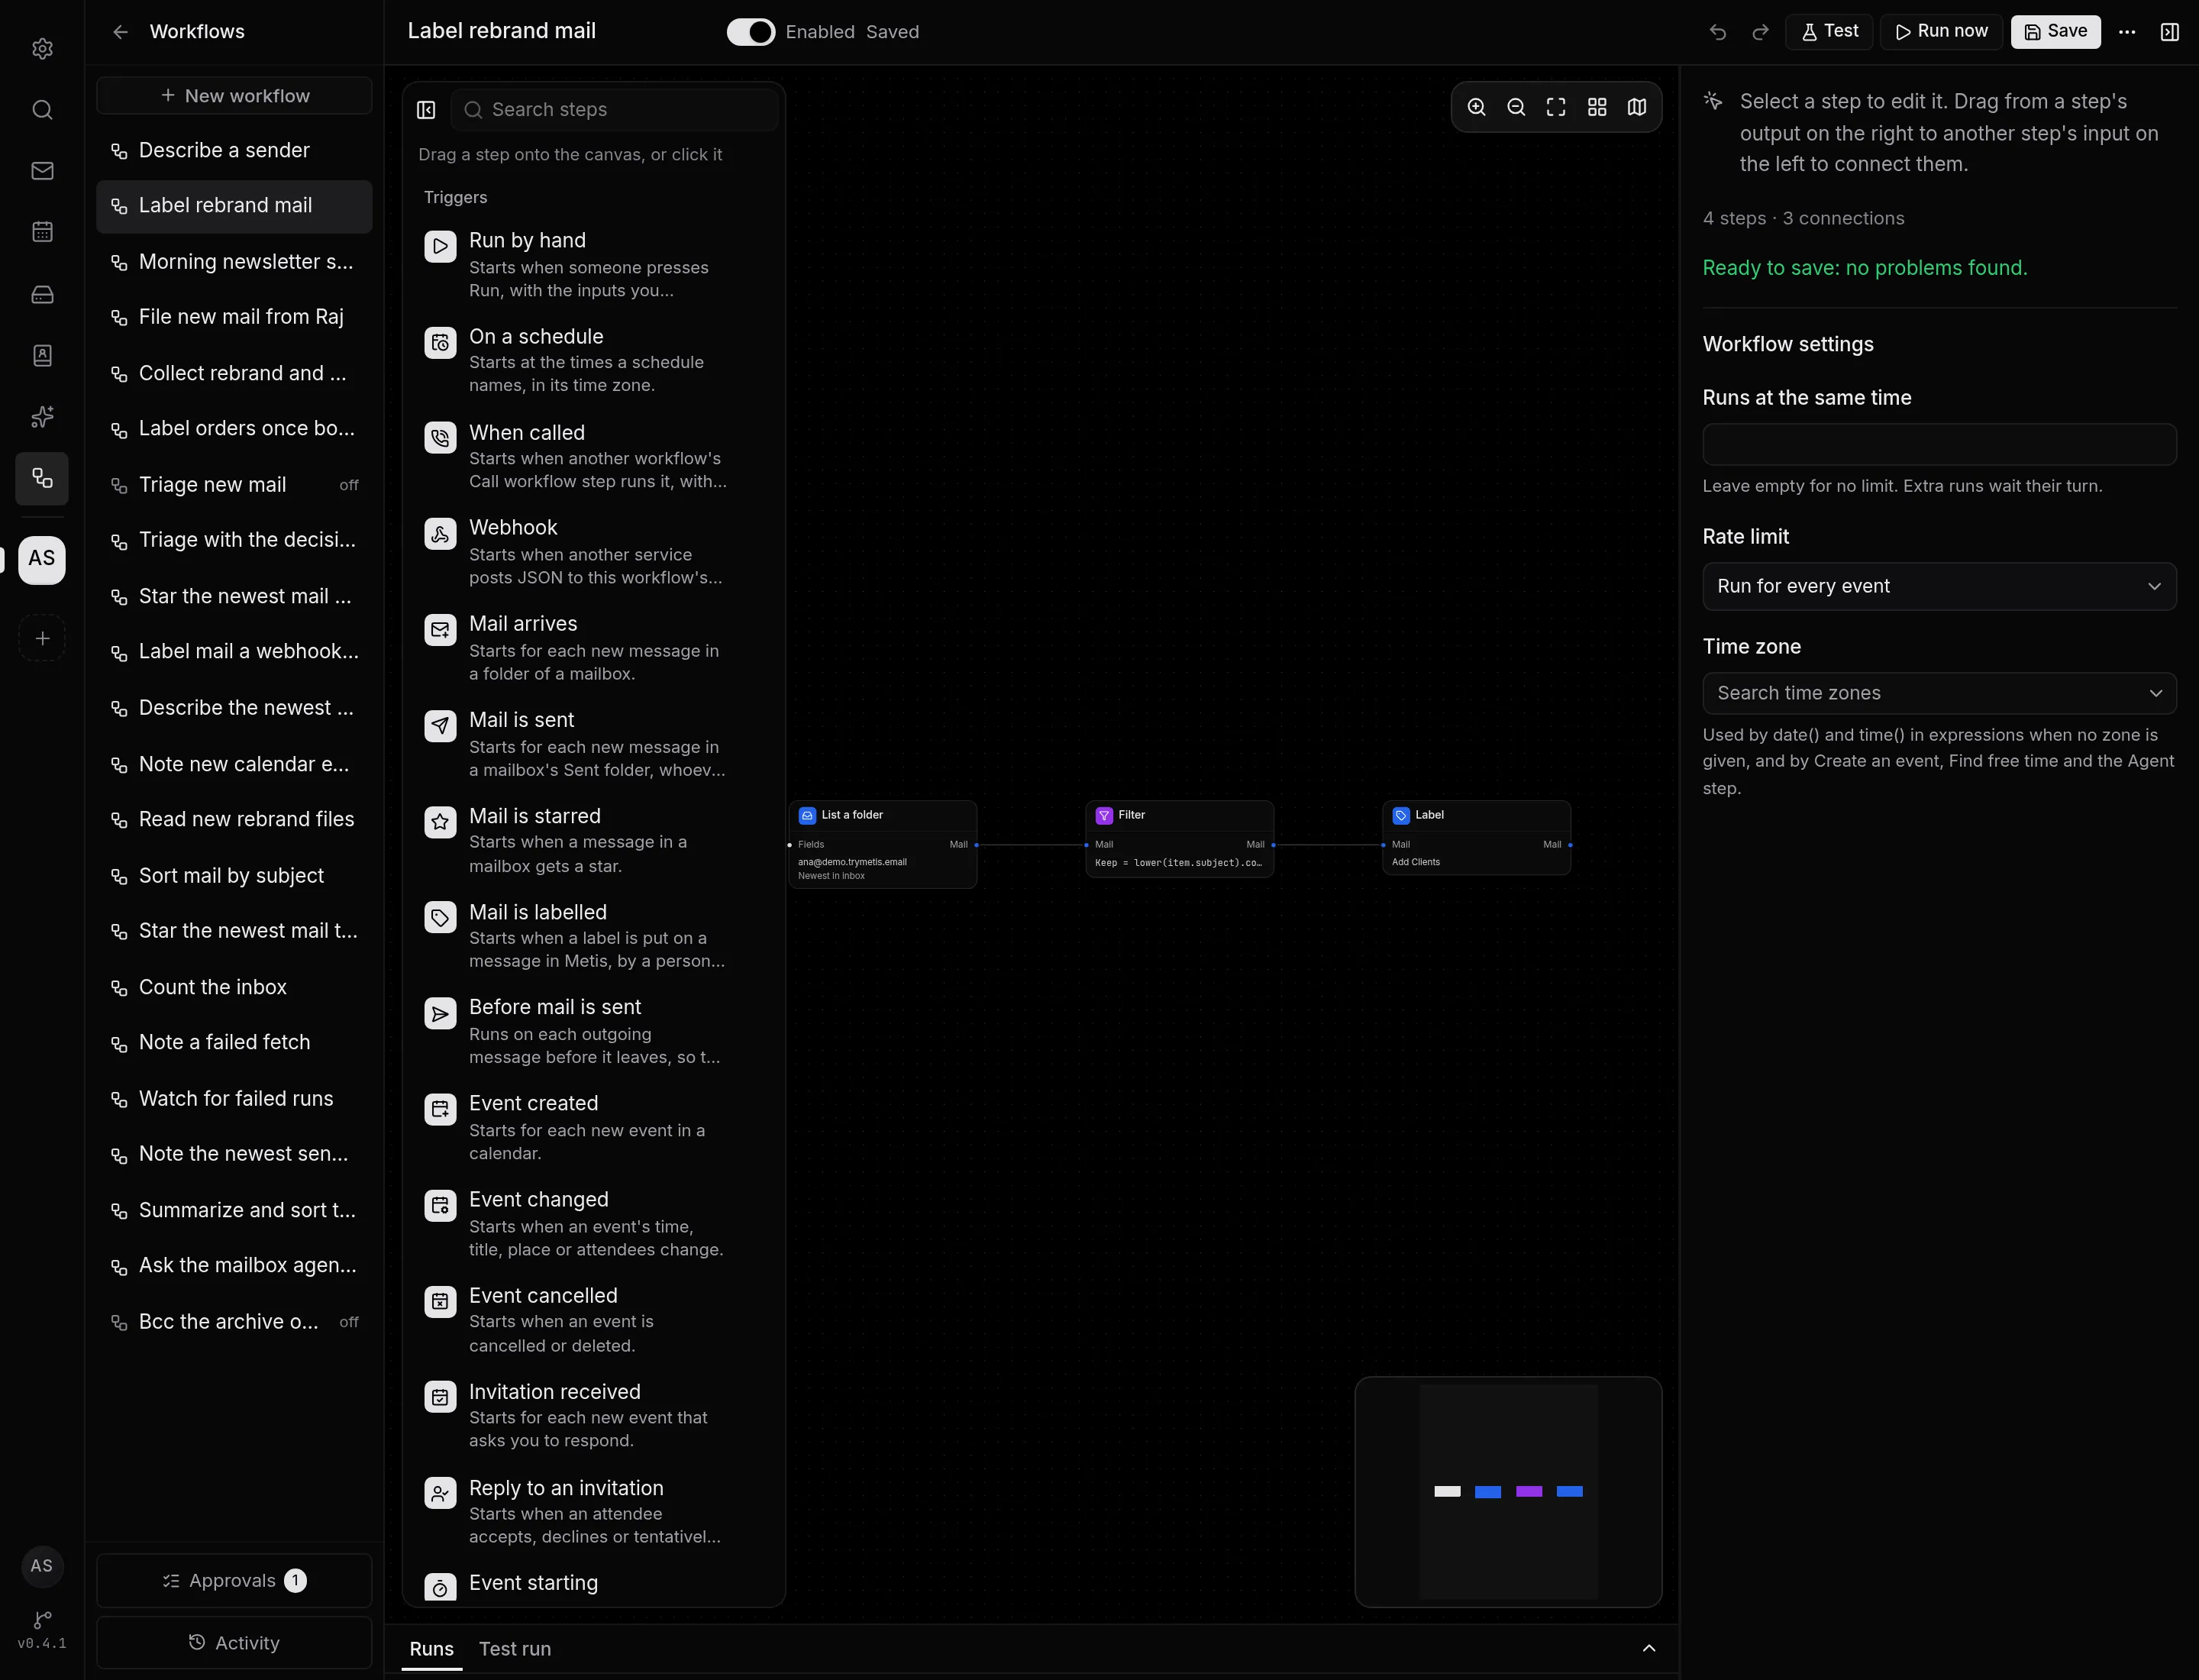 Workflows
Label rebrand mail
Enabled
Saved
Test
Run now
Save
New workflow
Describe a sender
Label rebrand mail
Morning newsletter s...
File new mail from Raj
Collect rebrand and ...
Label orders once bo...
Triage new mail
off
Triage with the decisi...
Star the newest mail ...
Label mail a webhook...
Describe the newest ...
Note new calendar e...
Read new rebrand files
Sort mail by subject
Star the newest mail t...
Count the inbox
Note a failed fetch
Watch for failed runs
Note the newest sen...
Summarize and sort t...
Ask the mailbox agen...
Bcc the archive o...
off
Approvals 1
Activity
AS
AS
v0.4.1
Search steps
Drag a step onto the canvas, or click it
Triggers
Run by hand
Starts when someone presses
Run, with the inputs you...
On a schedule
Starts at the times a schedule
names, in its time zone.
When called
Starts when another workflow's
Call workflow step runs it, with...
Webhook
Starts when another service
posts JSON to this workflow's...
Mail arrives
Starts for each new message in
a folder of a mailbox.
Mail is sent
Starts for each new message in
a mailbox's Sent folder, whoev...
Mail is starred
Starts when a message in a
mailbox gets a star.
Mail is labelled
Starts when a label is put on a
message in Metis, by a person...
Before mail is sent
Runs on each outgoing
message before it leaves, so t...
Event created
Starts for each new event in a
calendar.
Event changed
Starts when an event's time,
title, place or attendees change.
Event cancelled
Starts when an event is
cancelled or deleted.
Invitation received
Starts for each new event that
asks you to respond.
Reply to an invitation
Starts when an attendee
accepts, declines or tentativel...
Event starting
List a folder
Fields
Mail
ana@demo.trymetis.email
Newest in Inbox
Filter
Mail
Mail
Keep = lower(item.subject).co...
Label
Mail
Mail
Add Clients
Runs
Test run
Select a step to edit it. Drag from a step's
output on the right to another step's input on
the left to connect them.
4 steps · 3 connections
Ready to save: no problems found.
Workflow settings
Runs at the same time
Leave empty for no limit. Extra runs wait their turn.
Rate limit
Run for every event
Time zone
Search time zones
Used by date() and time() in expressions when no zone is
given, and by Create an event, Find free time and the Agent
step.